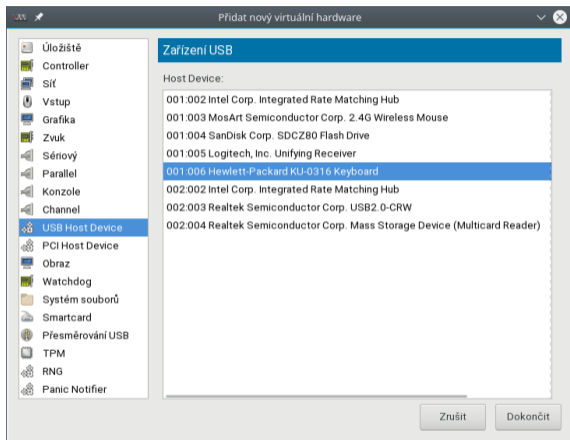 Přidat nový virtuální hardware
Úložiště
Controller
Síť
Vstup
Grafika
Zvuk
Sériový
Parallel
Konzole
Channel
USB Host Device
PCI Host Device
Obraz
Watchdog
Systém souborů
Smartcard
Přesměrování USB
TPM
RNG
Panic Notifier
Zařízení USB
Host Device:
001:002 Intel Corp. Integrated Rate Matching Hub
001:003 MosArt Semiconductor Corp. 2.4G Wireless Mouse
001:004 SanDisk Corp. SDCZ80 Flash Drive
001:005 Logitech, Inc. Unifying Receiver
001:006 Hewlett-Packard KU-0316 Keyboard
002:002 Intel Corp. Integrated Rate Matching Hub
002:003 Realtek Semiconductor Corp. USB2.0-CRW
002:004 Realtek Semiconductor Corp. Mass Storage Device (Multicard Reader)
Zrušit
Dokončit